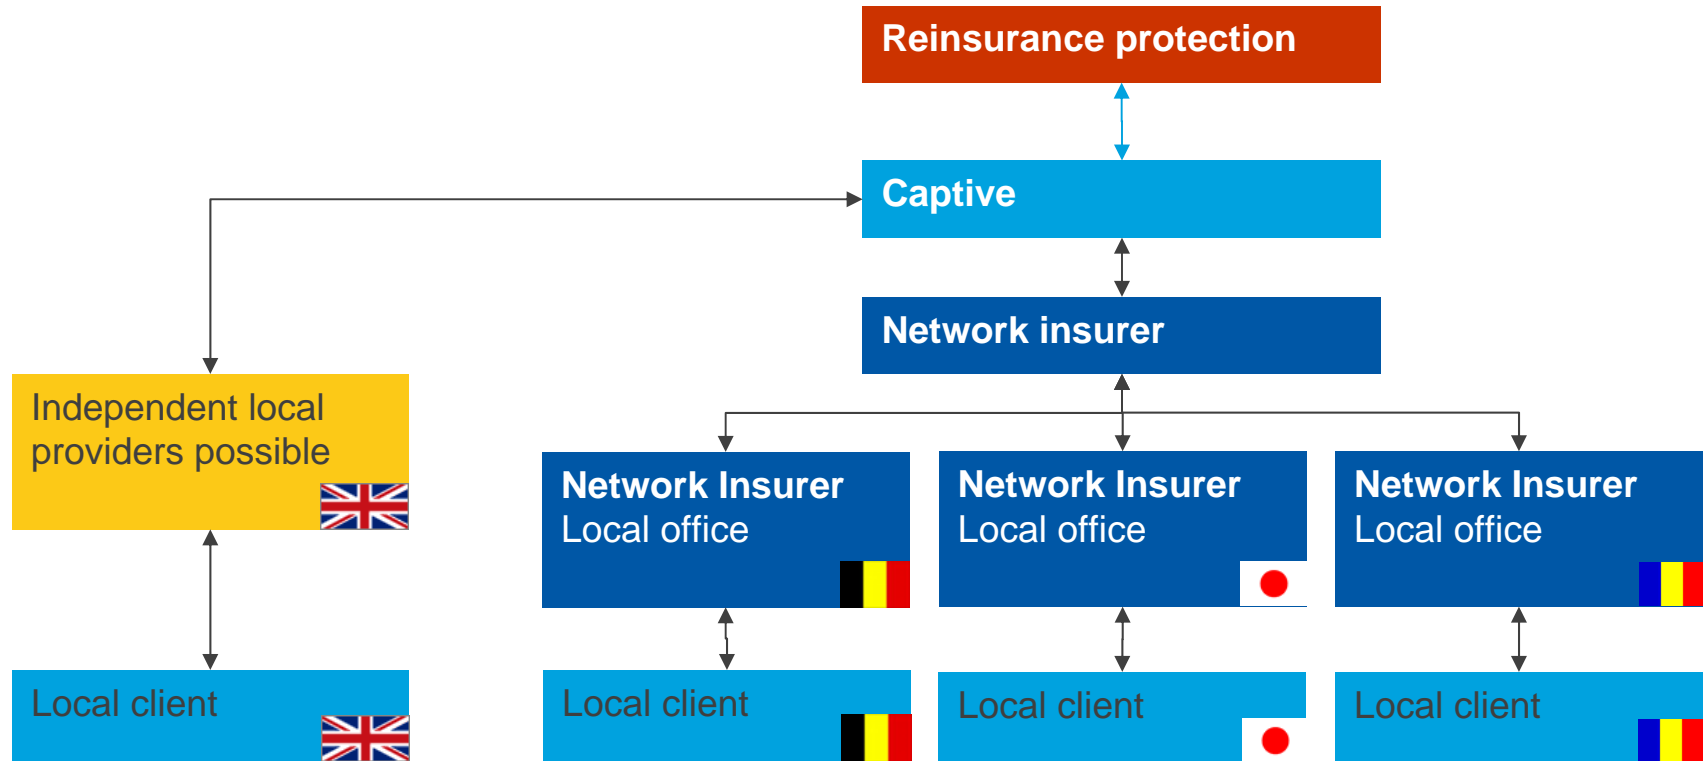 Reinsurance protection
Captive
Network insurer
Independent local
providers possible
Network Insurer
Local office
Network Insurer
Local office
Network Insurer
Local office
Local client
Local client
Local client
Local client